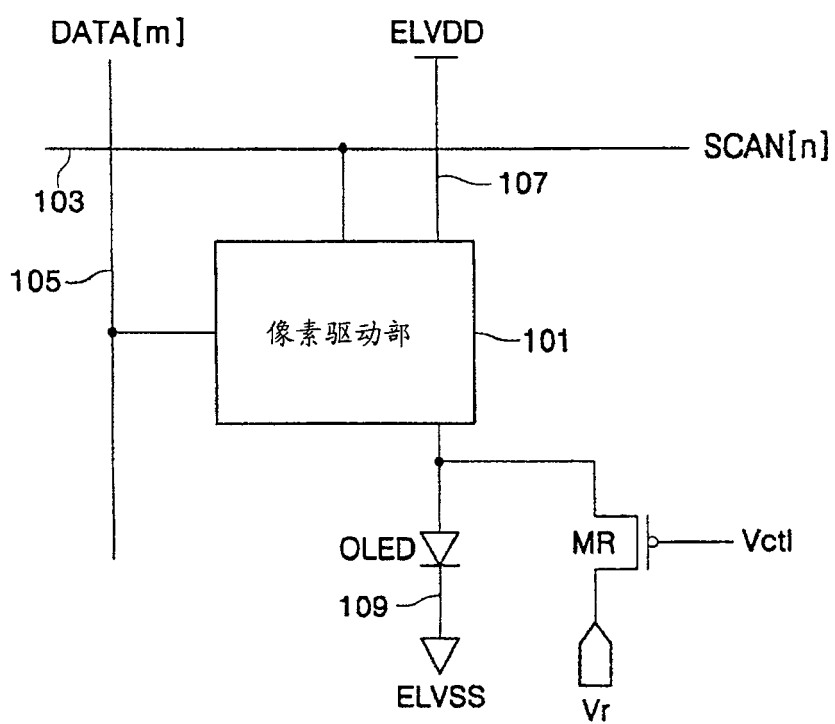 DATA[m]
ELVDD
SCAN[n]
103
107
105
像素驱动部
101
OLED
MR
Vctl
109
ELVSS
Vr